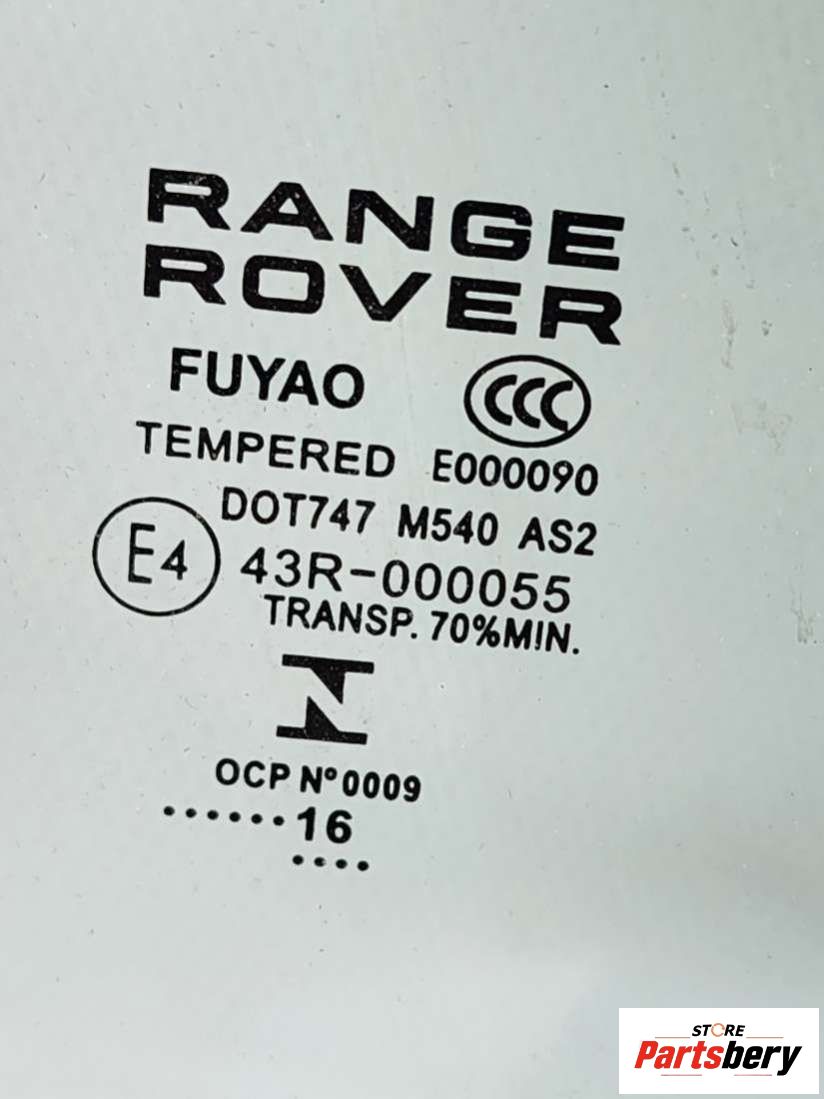 RANGE
ROVER
FUYAO CCC
TEMPERED E000090
DOT747 M540 AS2
E4 43R-000055
TRANSP. 70%MIN.
OCP Nº0009
......16
....
STORE
Partsbery